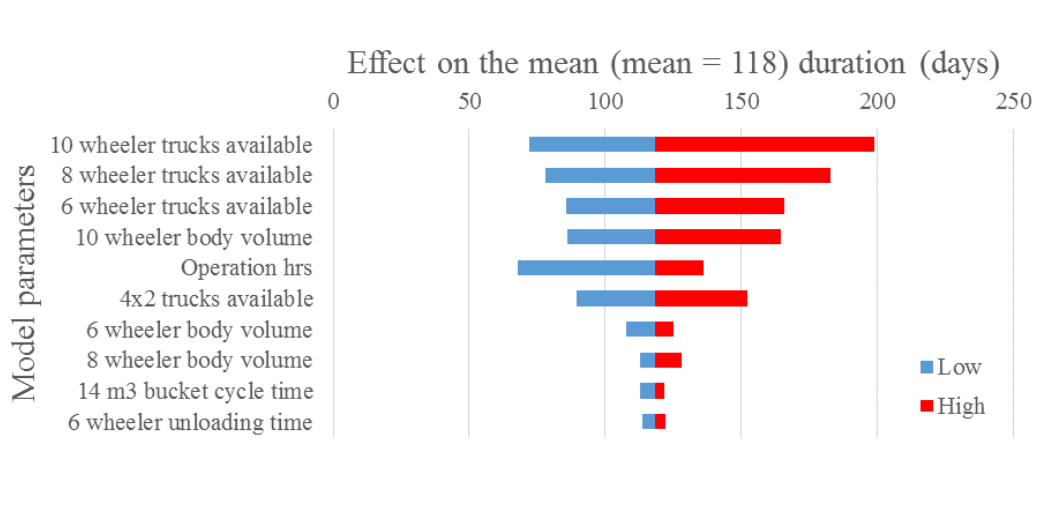 Effect on the mean (mean = 118) duration (days)
0 50 100 150 200 250
Model parameters
10 wheeler trucks available
8 wheeler trucks available
6 wheeler trucks available
10 wheeler body volume
Operation hrs
4x2 trucks available
6 wheeler body volume
8 wheeler body volume
14 m3 bucket cycle time
6 wheeler unloading time
Low
High